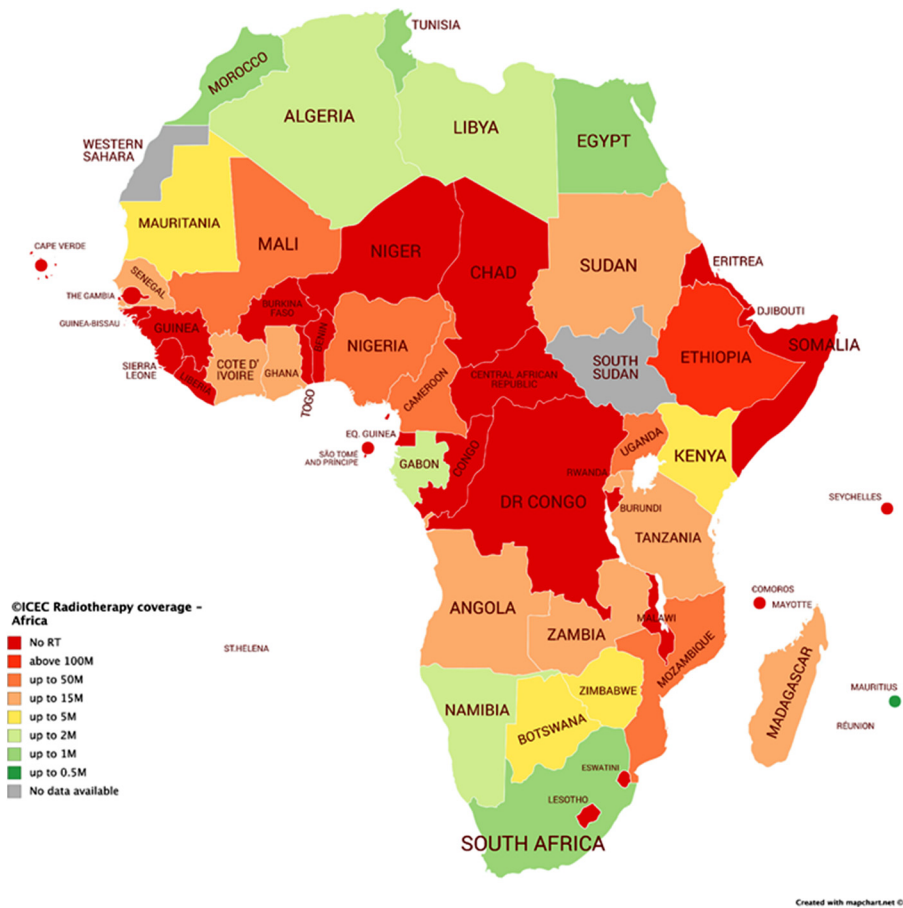 TUNISIA
MOROCCO
ALGERIA
LIBYA
EGYPT
WESTERN
SAHARA
MAURITANIA
MALI
NIGER
CHAD
SUDAN
ERITREA
CAPE VERDE
SENEGAL
THE GAMBIA
GUINEA-BISSAU
GUINEA
BURKINA
FASO
BENIN
NIGERIA
DJIBOUTI
SOMALIA
ETHIOPIA
SOUTH
SUDAN
SIERRA
LEONE
LIBERIA
COTE D'
IVOIRE
GHANA
TOGO
CAMEROON
CENTRAL AFRICAN
REPUBLIC
EQ. GUINEA
SÃO TOMÉ
AND PRÍNCIPE
GABON
CONGO
UGANDA
KENYA
RWANDA
DR CONGO
BURUNDI
TANZANIA
SEYCHELLES
COMOROS
MAYOTTE
ANGOLA
ZAMBIA
MALAWI
MOZAMBIQUE
MADAGASCAR
MAURITIUS
RÉUNION
ST.HELENA
NAMIBIA
ZIMBABWE
BOTSWANA
ESWATINI
LESOTHO
SOUTH AFRICA
©ICEC Radiotherapy coverage –
Africa
No RT
above 100M
up to 50M
up to 15M
up to 5M
up to 2M
up to 1M
up to 0.5M
No data available
Created with mapchart.net ©